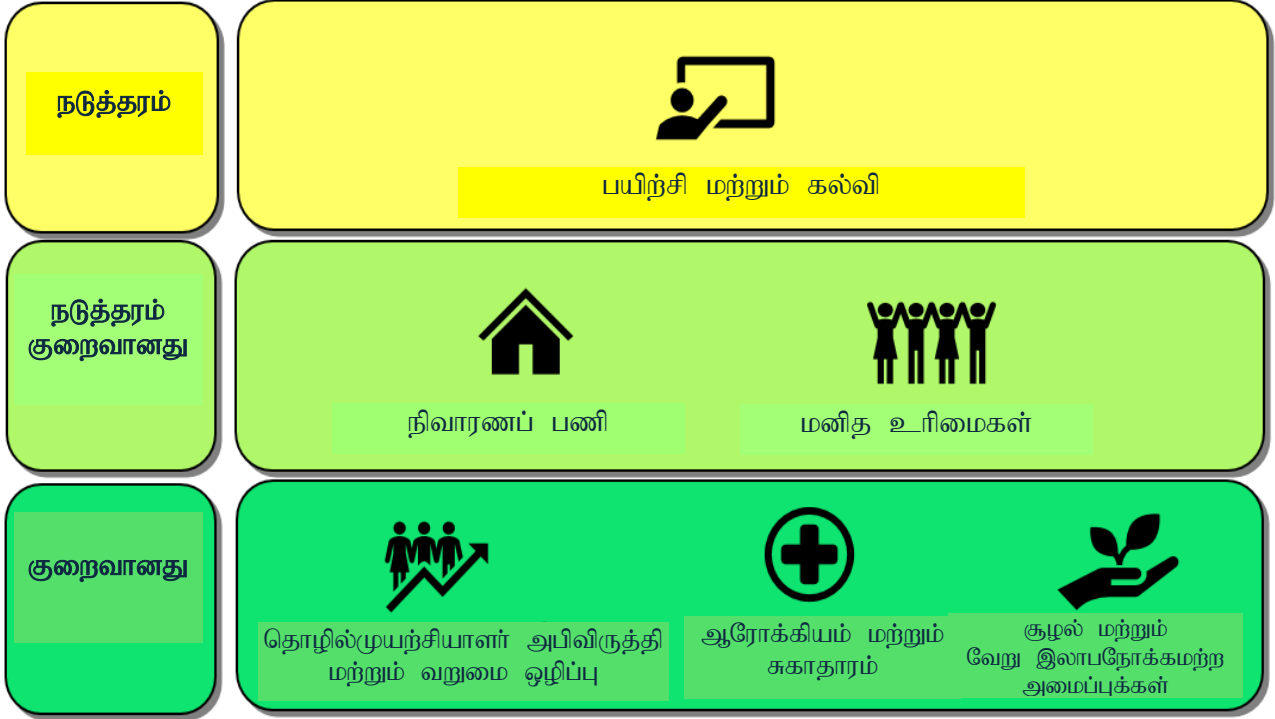 நடுத்தரம்
பயிற்சி மற்றும் கல்வி
நடுத்தரம்
குறைவானது
நிவாரணப் பணி
மனித உரிமைகள்
குறைவானது
தொழில்முயற்சியாளர் அபிவிருத்தி
மற்றும் வறுமை ஒழிப்பு
ஆரோக்கியம் மற்றும்
சுகாதாரம்
சூழல் மற்றும்
வேறு இலாபநோக்கமற்ற
அமைப்புக்கள்